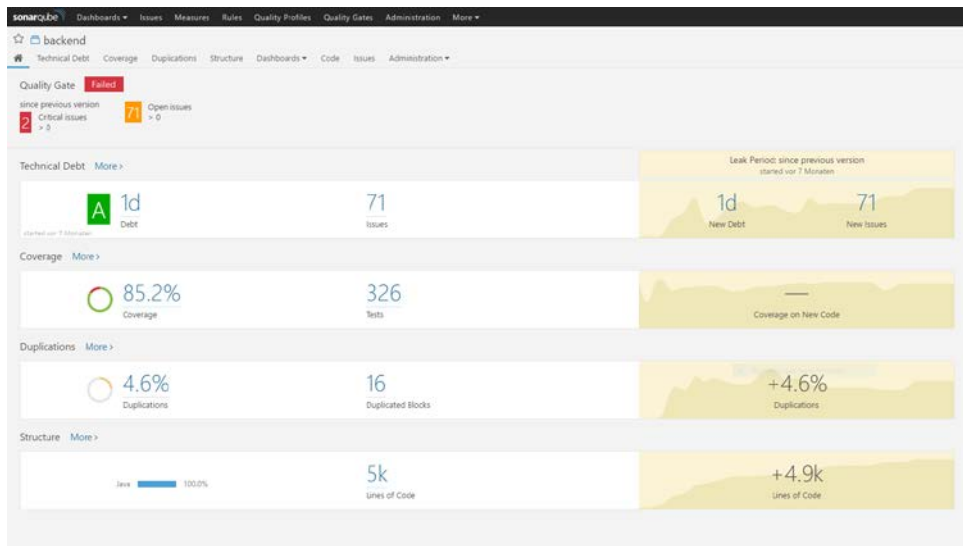 sonarqube Dashboards Issues Measures Rules Quality Profiles Quality Gates Administration More
backend
Technical Debt Coverage Duplications Structure Dashboards Code Issues Administration
Quality Gate Failed
since previous version
2 Critical issues
> 0
71 Open issues
> 0
Technical Debt More >
Leak Period: since previous version
started vor 7 Monaten
A 1d
Debt
71
Issues
1d
New Debt
71
New Issues
started vor 7 Monaten
Coverage More >
85.2%
Coverage
326
Tests
—
Coverage on New Code
Duplications More >
4.6%
Duplications
16
Duplicated Blocks
+4.6%
Duplications
Structure More >
Java 100.0%
5k
Lines of Code
+4.9k
Lines of Code